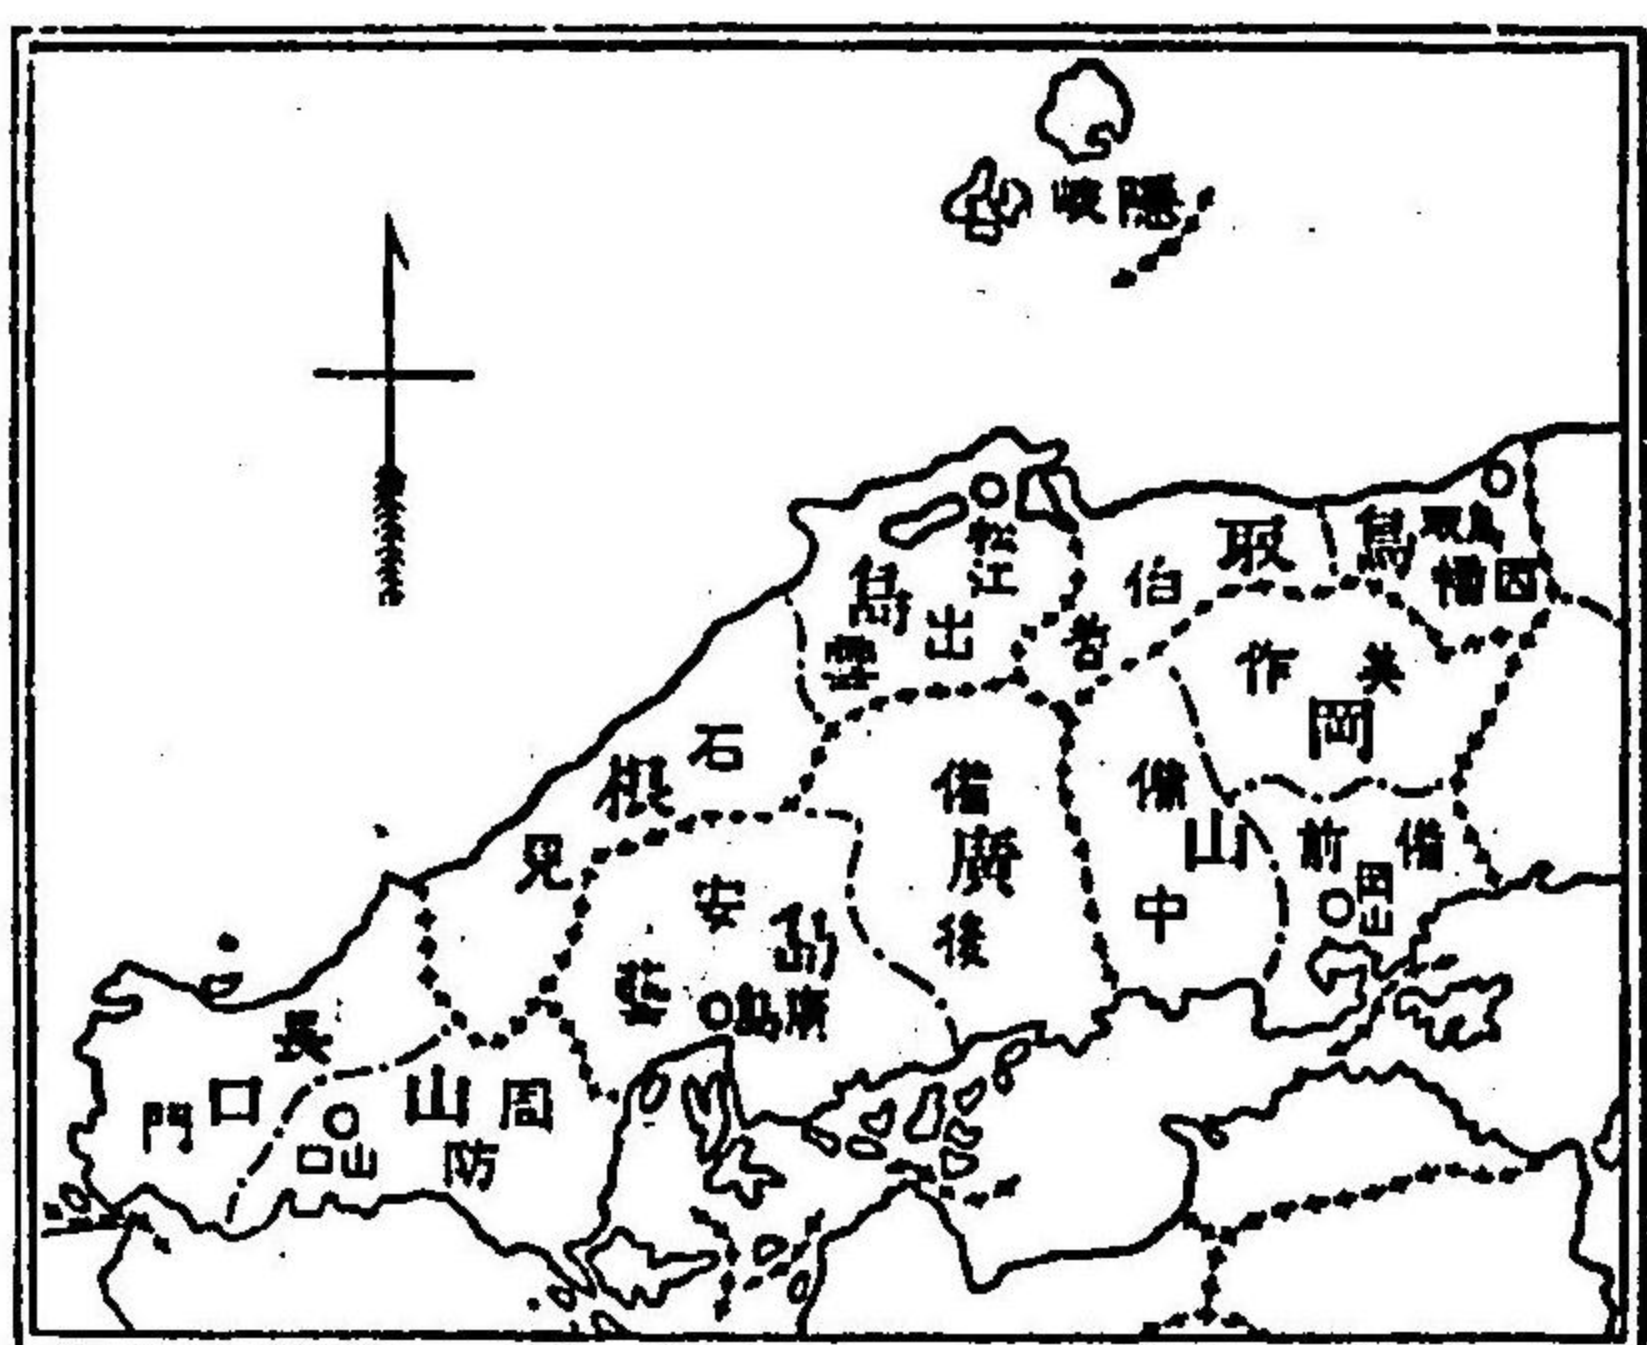 隱岐
松江
島根
出雲
石見
鳥取
鳥取
因幡
伯耆
美作
岡山
備前
岡山
備中
備後
廣島
安藝
廣島
山口
周防
山口
長門